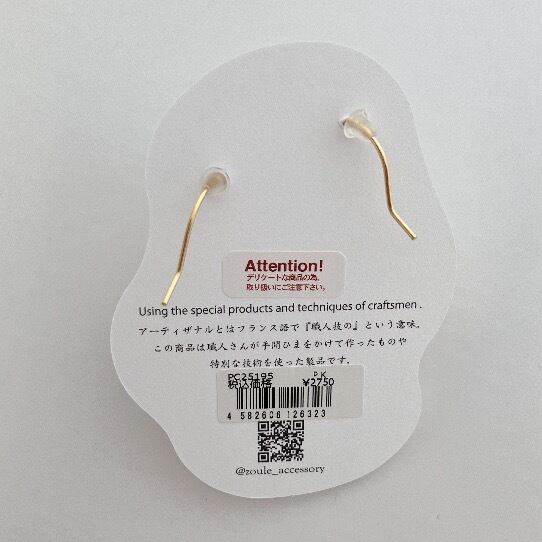 Attention!
デリケートな商品の為、
取り扱いにご注意下さい。
Using the special products and techniques of craftsmen .
アーティザナルとはフランス語で『職人技の』という意味。
この商品は職人さんが手間ひまをかけて作ったものや
特別な技術を使った製品です。
PC25195 PK
税込価格 ¥2750
4 582606 126323
@zoule_accessory